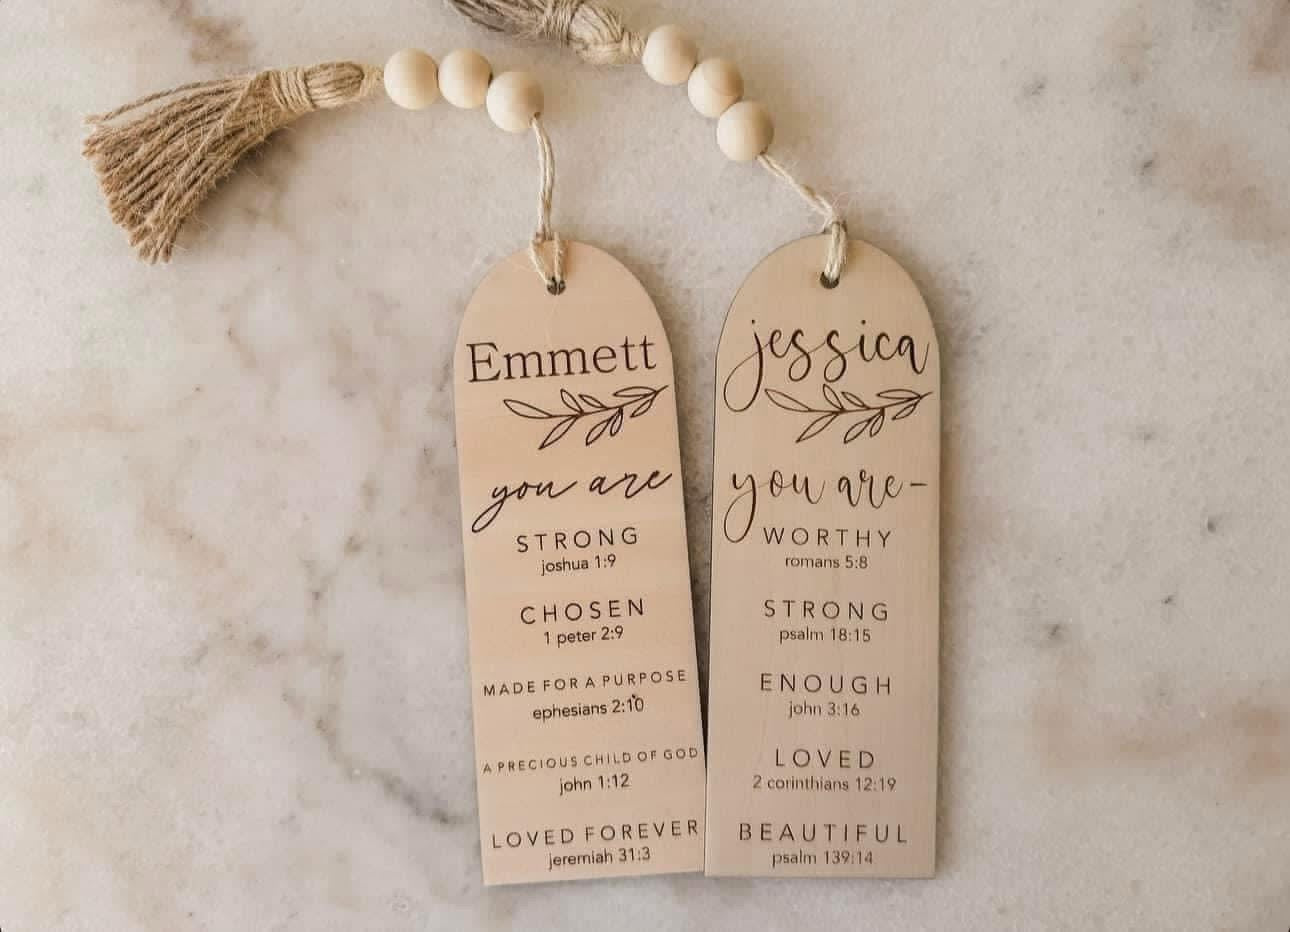 Emmett
you are
STRONG
joshua 1:9
CHOSEN
1 peter 2:9
MADE FOR A PURPOSE
ephesians 2:10
A PRECIOUS CHILD OF GOD
john 1:12
LOVED FOREVER
jeremiah 31:3
jessica
you are-
WORTHY
romans 5:8
STRONG
psalm 18:15
ENOUGH
john 3:16
LOVED
2 corinthians 12:19
BEAUTIFUL
psalm 139:14